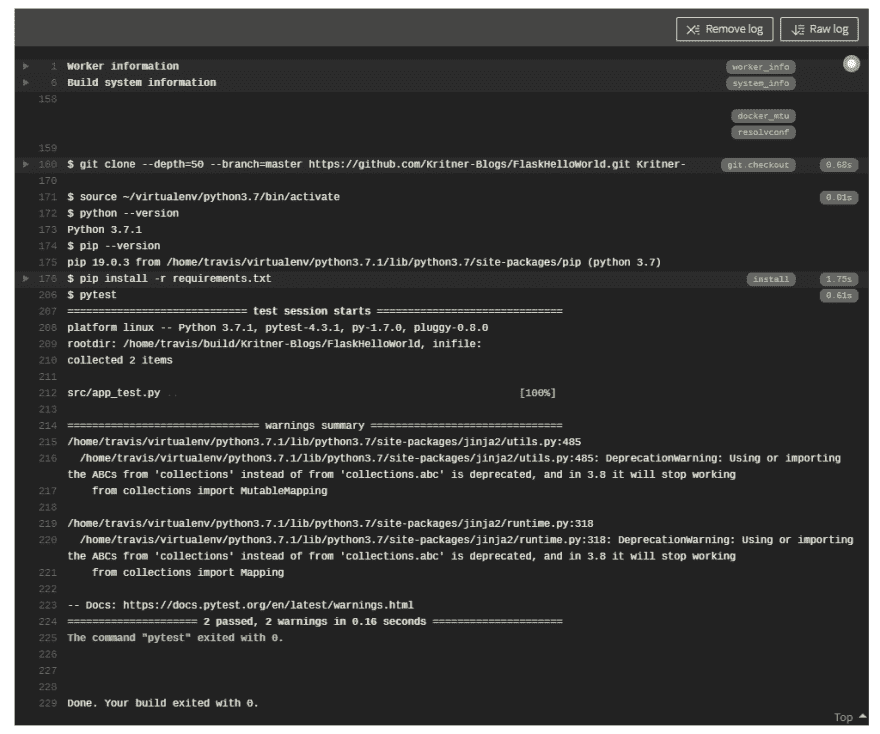 Remove log Raw log
1 Worker information worker_info
6 Build system information system_info
158
docker_mtu
resolvconf
159
160 $ git clone --depth=50 --branch=master https://github.com/Kritner-Blogs/FlaskHelloWorld.git Kritner- git.checkout 0.68s
170
171 $ source ~/virtualenv/python3.7/bin/activate 0.01s
172 $ python --version
173 Python 3.7.1
174 $ pip --version
175 pip 19.0.3 from /home/travis/virtualenv/python3.7.1/lib/python3.7/site-packages/pip (python 3.7)
176 $ pip install -r requirements.txt install 1.75s
206 $ pytest 0.61s
207 ============================= test session starts ==============================
208 platform linux -- Python 3.7.1, pytest-4.3.1, py-1.7.0, pluggy-0.8.0
209 rootdir: /home/travis/build/Kritner-Blogs/FlaskHelloWorld, inifile:
210 collected 2 items
211
212 src/app_test.py .. [100%]
213
214 =============================== warnings summary ===============================
215 /home/travis/virtualenv/python3.7.1/lib/python3.7/site-packages/jinja2/utils.py:485
216 /home/travis/virtualenv/python3.7.1/lib/python3.7/site-packages/jinja2/utils.py:485: DeprecationWarning: Using or importing
the ABCs from 'collections' instead of from 'collections.abc' is deprecated, and in 3.8 it will stop working
217 from collections import MutableMapping
218
219 /home/travis/virtualenv/python3.7.1/lib/python3.7/site-packages/jinja2/runtime.py:318
220 /home/travis/virtualenv/python3.7.1/lib/python3.7/site-packages/jinja2/runtime.py:318: DeprecationWarning: Using or importing
the ABCs from 'collections' instead of from 'collections.abc' is deprecated, and in 3.8 it will stop working
221 from collections import Mapping
222
223 -- Docs: https://docs.pytest.org/en/latest/warnings.html
224 ===================== 2 passed, 2 warnings in 0.16 seconds =====================
225 The command "pytest" exited with 0.
226
227
228
229 Done. Your build exited with 0.
Top